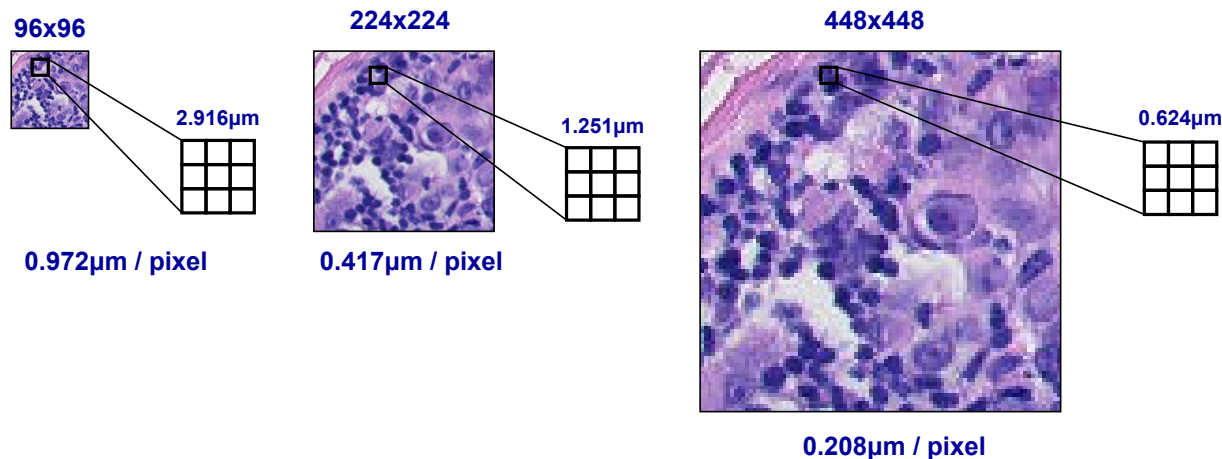 96x96
2.916µm
0.972µm / pixel
224x224
1.251µm
0.417µm / pixel
448x448
0.624µm
0.208µm / pixel